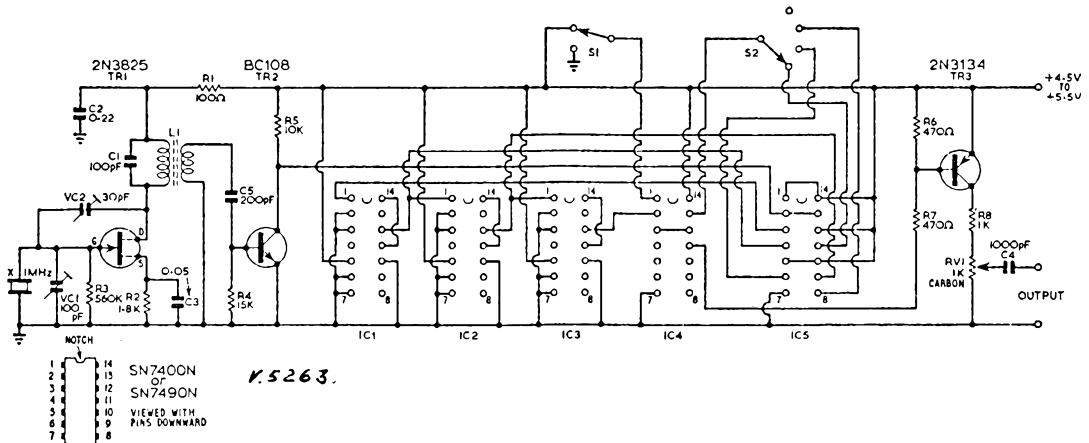 2N3825
TR1
BC108
TR2
2N3134
TR3
R1
100Ω
C2
0·22
L1
C1
100pF
VC2
30pF
C5
200pF
R5
10K
S1
S2
R6
470Ω
+4·5V
TO
+5·5V
R7
470Ω
R8
1K
1000pF
C4
RV1
1K
CARBON
OUTPUT
G
D
S
X 1MHz
VC1
100
pF
R3
560K
R2
1·8K
0·05
C3
R4
15K
1 14
7 8
IC1
1 14
7 8
IC2
1 14
7 8
IC3
1 14
7 8
IC4
1 14
7 8
IC5
NOTCH
1 14
2 13
3 12
4 11
5 10
6 9
7 8
SN7400N
or
SN7490N
VIEWED WITH
PINS DOWNWARD
V.5263.